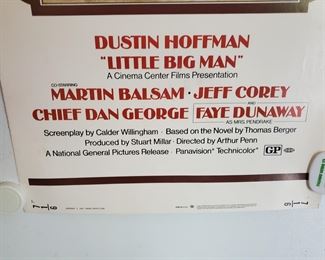 DUSTIN HOFFMAN
"LITTLE BIG MAN"
A Cinema Center Films Presentation
CO-STARRING
MARTIN BALSAM · JEFF COREY
AND
CHIEF DAN GEORGE FAYE DUNAWAY
AS MRS. PENDRAKE
Screenplay by Calder Willingham · Based on the Novel by Thomas Berger
Produced by Stuart Millar · Directed by Arthur Penn
A National General Pictures Release · Panavision® Technicolor® GP